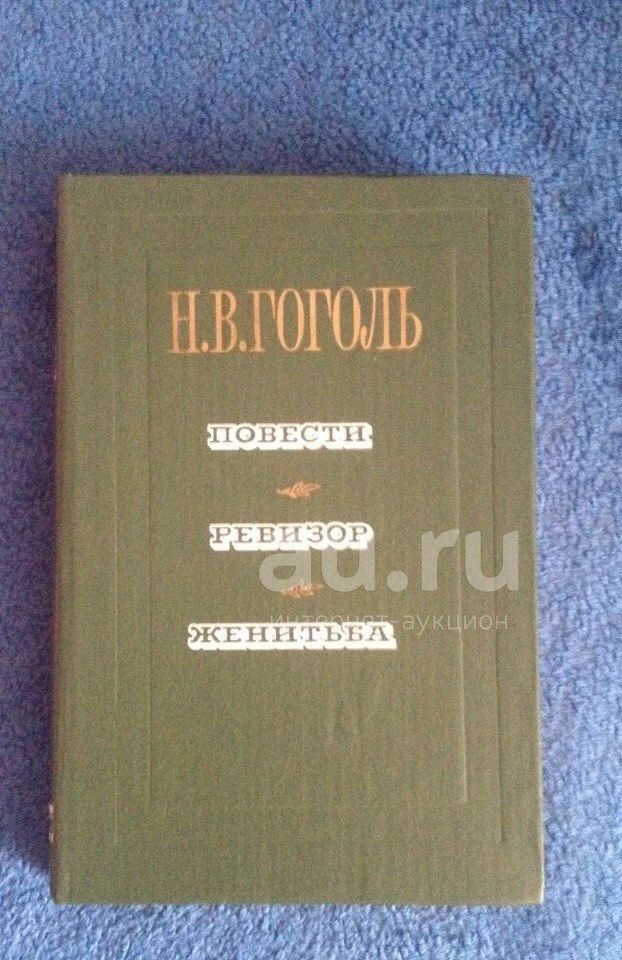 Н.В.ГОГОЛЬ
ПОВЕСТИ
РЕВИЗОР
au.ru
интернет-аукцион
ЖЕНИТЬБА